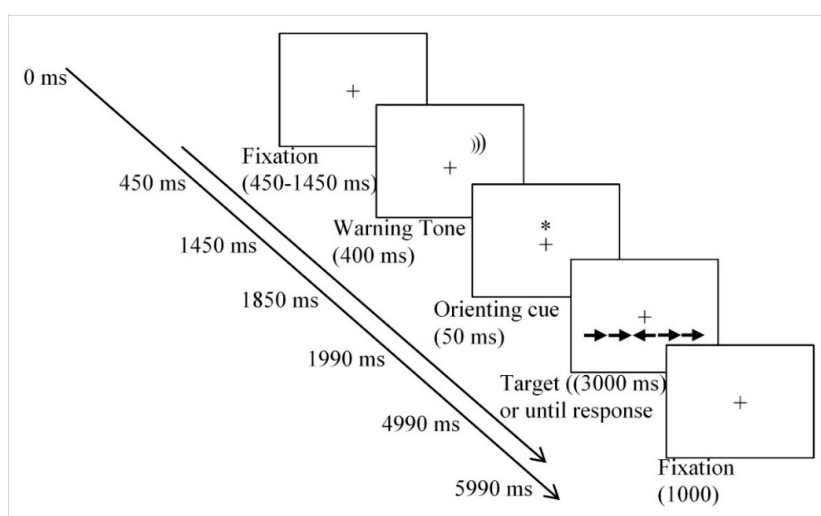 0 ms
450 ms
1450 ms
1850 ms
1990 ms
4990 ms
5990 ms
+
Fixation
(450-1450 ms)
)))
+
Warning Tone
(400 ms)
*
+
Orienting cue
(50 ms)
+
Target ((3000 ms)
or until response
+
Fixation
(1000)